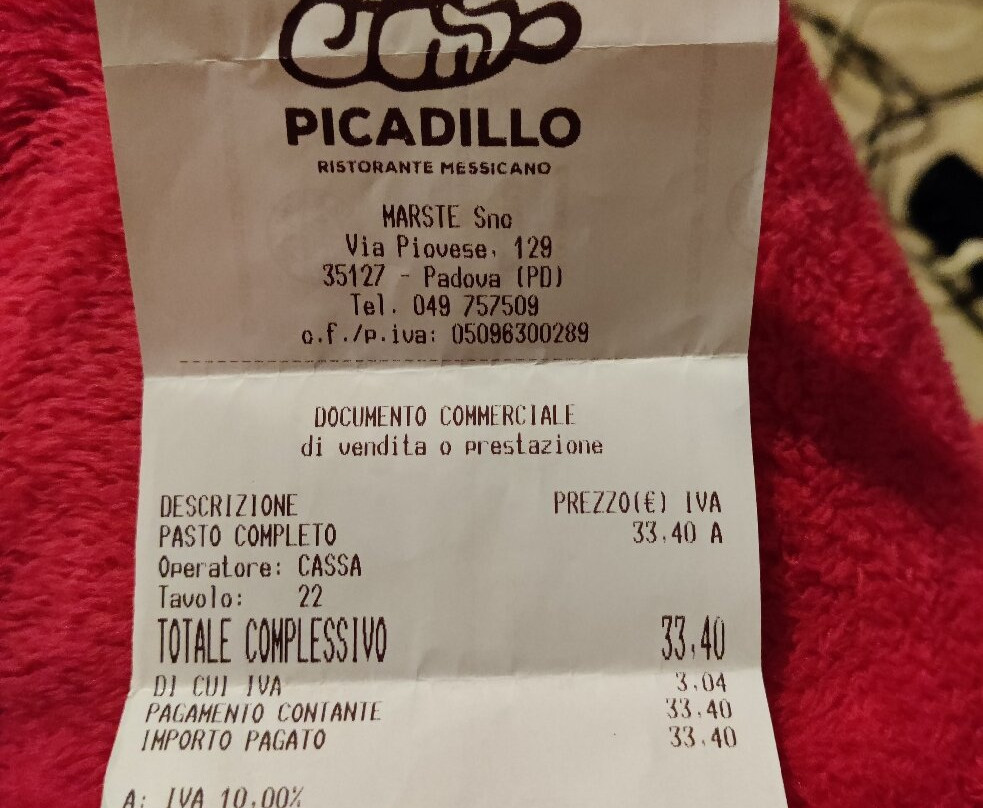 PICADILLO
RISTORANTE MESSICANO
MARSTE Snc
Via Piovese, 129
35127 - Padova (PD)
Tel. 049 757509
c.f./p.iva: 05096300289
DOCUMENTO COMMERCIALE
di vendita o prestazione
DESCRIZIONE PREZZO(€) IVA
PASTO COMPLETO 33,40 A
Operatore: CASSA
Tavolo: 22
TOTALE COMPLESSIVO 33,40
DI CUI IVA 3,04
PAGAMENTO CONTANTE 33,40
IMPORTO PAGATO 33,40
A: IVA 10,00%